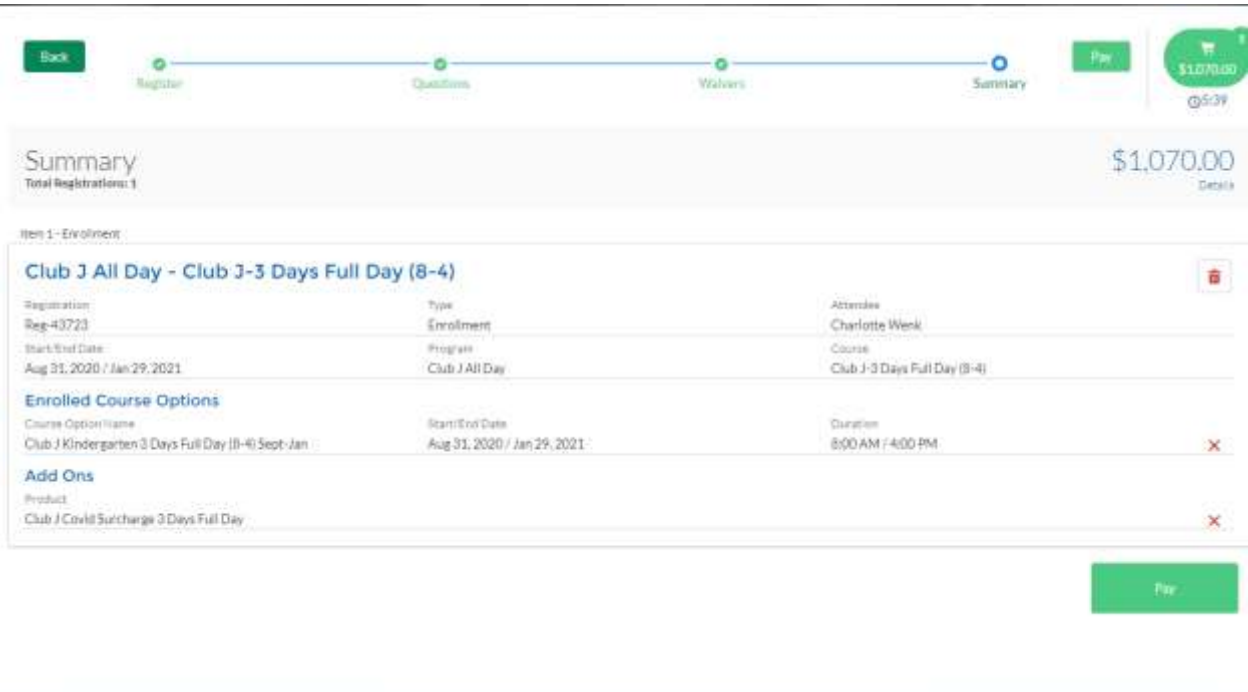 Back
Register
Questions
Waivers
Summary
Pay
$1,070.00
5:39
Summary
Total Registrations: 1
$1,070.00
Details
Item 1 - Enrollment
Club J All Day - Club J-3 Days Full Day (8-4)
Registration Type Attendee
Reg-43723 Enrollment Charlotte Wenk
Start/End Date Program Course
Aug 31, 2020 / Jan 29, 2021 Club J All Day Club J-3 Days Full Day (8-4)
Enrolled Course Options
Course Option Name Start/End Date Duration
Club J Kindergarten 3 Days Full Day (8-4) Sept-Jan Aug 31, 2020 / Jan 29, 2021 8:00 AM / 4:00 PM
Add Ons
Product
Club J Covid Surcharge 3 Days Full Day
Pay